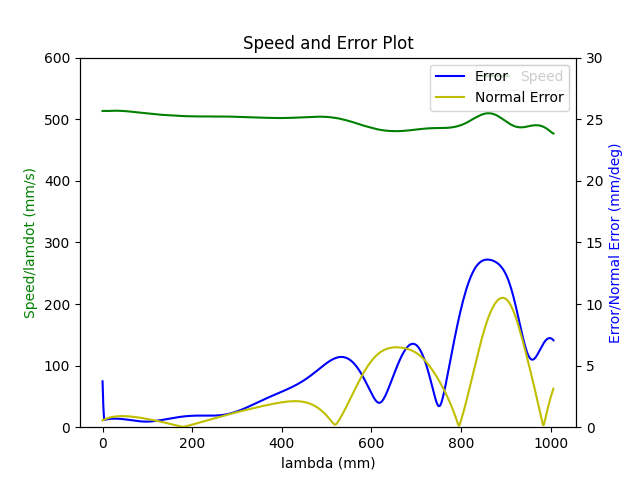 Speed and Error Plot
600
500
400
300
200
100
0
30
25
20
15
10
5
0
0
200
400
600
800
1000
Speed/lamdot (mm/s)
Error/Normal Error (mm/deg)
lambda (mm)
Error
Speed
Normal Error